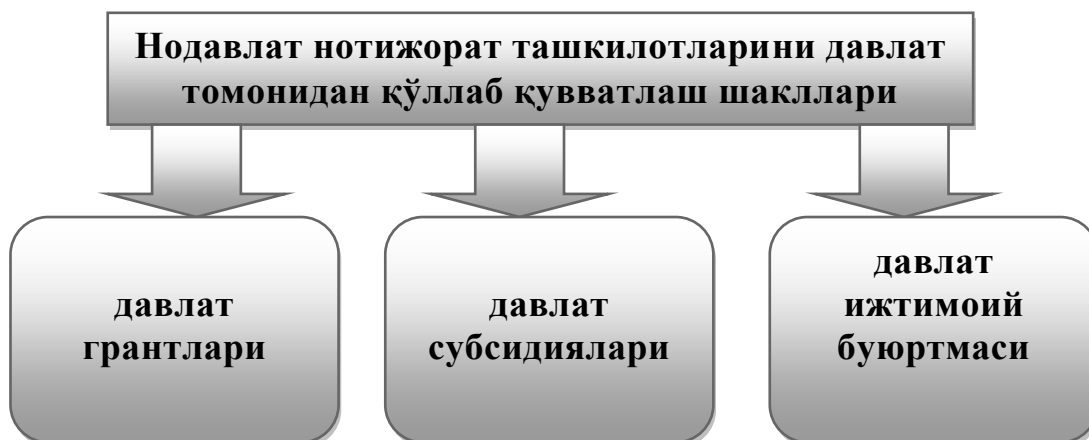 Нодавлат нотижорат ташкилотларини давлат
томонидан қўллаб қувватлаш шакллари
давлат
грантлари
давлат
субсидиялари
давлат
ижтимоий
буюртмаси